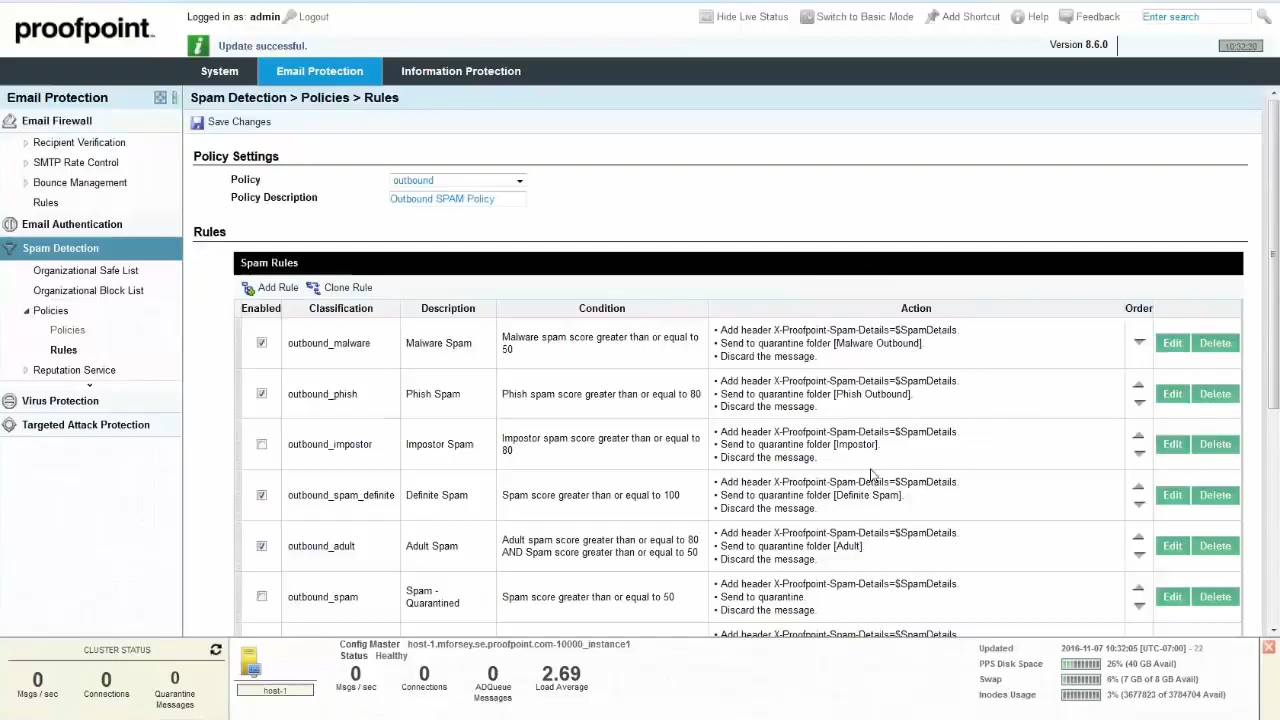 proofpoint.
Logged in as: admin Logout
Hide Live Status Switch to Basic Mode Add Shortcut Help Feedback Enter search
Update successful.
Version 8.6.0
10:32:30
System Email Protection Information Protection
Email Protection
Email Firewall
Recipient Verification
SMTP Rate Control
Bounce Management
Rules
Email Authentication
Spam Detection
Organizational Safe List
Organizational Block List
Policies
Policies
Rules
Reputation Service
Virus Protection
Targeted Attack Protection
Spam Detection > Policies > Rules
Save Changes
Policy Settings
Policy outbound
Policy Description Outbound SPAM Policy
Rules
Spam Rules
Add Rule Clone Rule
Enabled Classification Description Condition Action Order
outbound_malware Malware Spam Malware spam score greater than or equal to
50
• Add header X-Proofpoint-Spam-Details=$SpamDetails.
• Send to quarantine folder [Malware Outbound].
• Discard the message.
Edit Delete
outbound_phish Phish Spam Phish spam score greater than or equal to 80
• Add header X-Proofpoint-Spam-Details=$SpamDetails.
• Send to quarantine folder [Phish Outbound].
• Discard the message.
Edit Delete
outbound_impostor Impostor Spam Impostor spam score greater than or equal to
80
• Add header X-Proofpoint-Spam-Details=$SpamDetails.
• Send to quarantine folder [Impostor].
• Discard the message.
Edit Delete
outbound_spam_definite Definite Spam Spam score greater than or equal to 100
• Add header X-Proofpoint-Spam-Details=$SpamDetails.
• Send to quarantine folder [Definite Spam].
• Discard the message.
Edit Delete
outbound_adult Adult Spam Adult spam score greater than or equal to 80
AND Spam score greater than or equal to 50
• Add header X-Proofpoint-Spam-Details=$SpamDetails.
• Send to quarantine folder [Adult].
• Discard the message.
Edit Delete
outbound_spam Spam -
Quarantined
Spam score greater than or equal to 50
• Add header X-Proofpoint-Spam-Details=$SpamDetails.
• Send to quarantine.
• Discard the message.
Edit Delete
• Add header X-Proofpoint-Spam-Details=$SpamDetails.
CLUSTER STATUS
0 0 0
Msgs / sec Connections Quarantine
Messages
host-1
Config Master host-1.mforsey.se.proofpoint.com-10000_instance1
Status Healthy
0 0 0 2.69
Msgs / sec Connections ADQueue
Messages
Load Average
Updated 2016-11-07 10:32:05 [UTC-07:00] - 22
PPS Disk Space 26% (40 GB Avail)
Swap 6% (7 GB of 8 GB Avail)
Inodes Usage 3% (3677823 of 3784704 Avail)